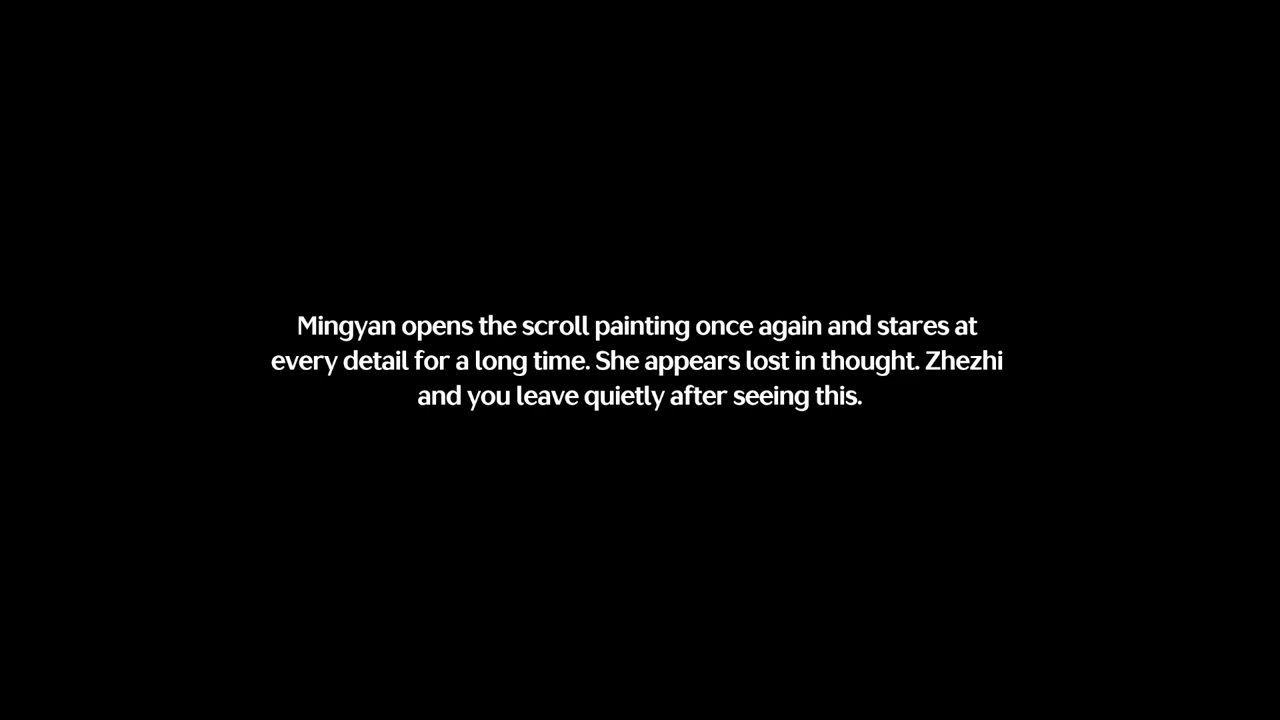 Mingyan opens the scroll painting once again and stares at
every detail for a long time. She appears lost in thought. Zhezhi
and you leave quietly after seeing this.